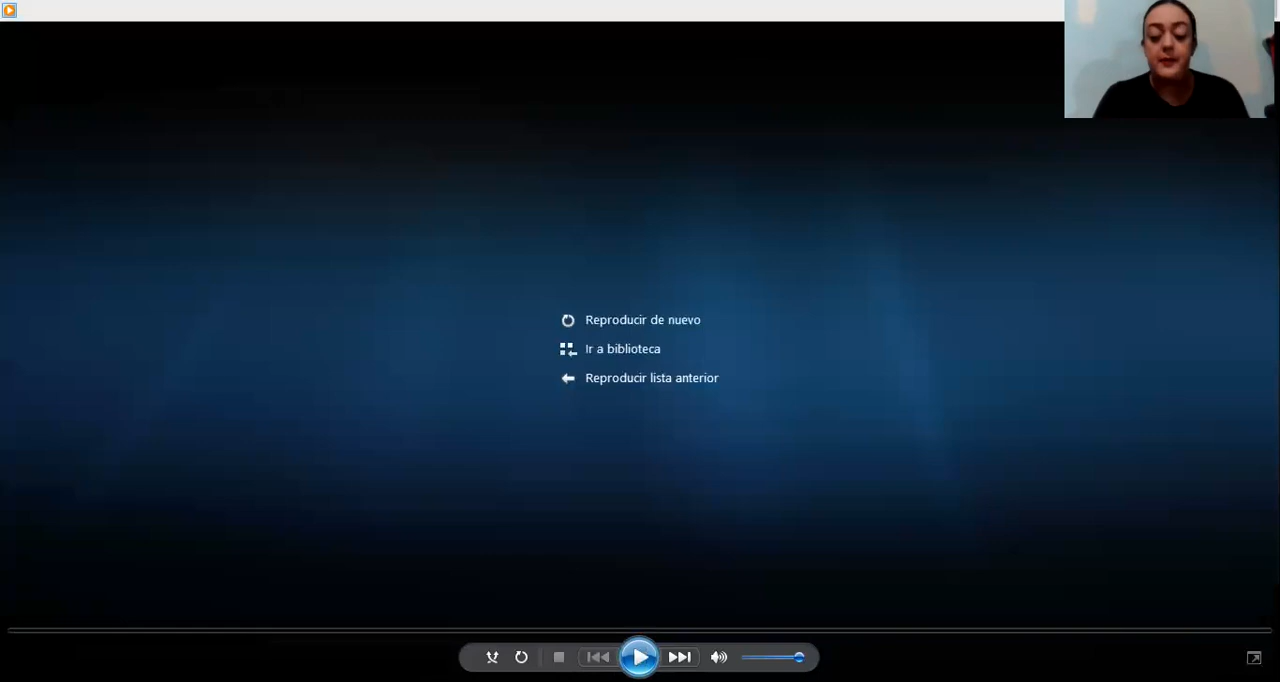 Reproducir de nuevo
Ir a biblioteca
Reproducir lista anterior